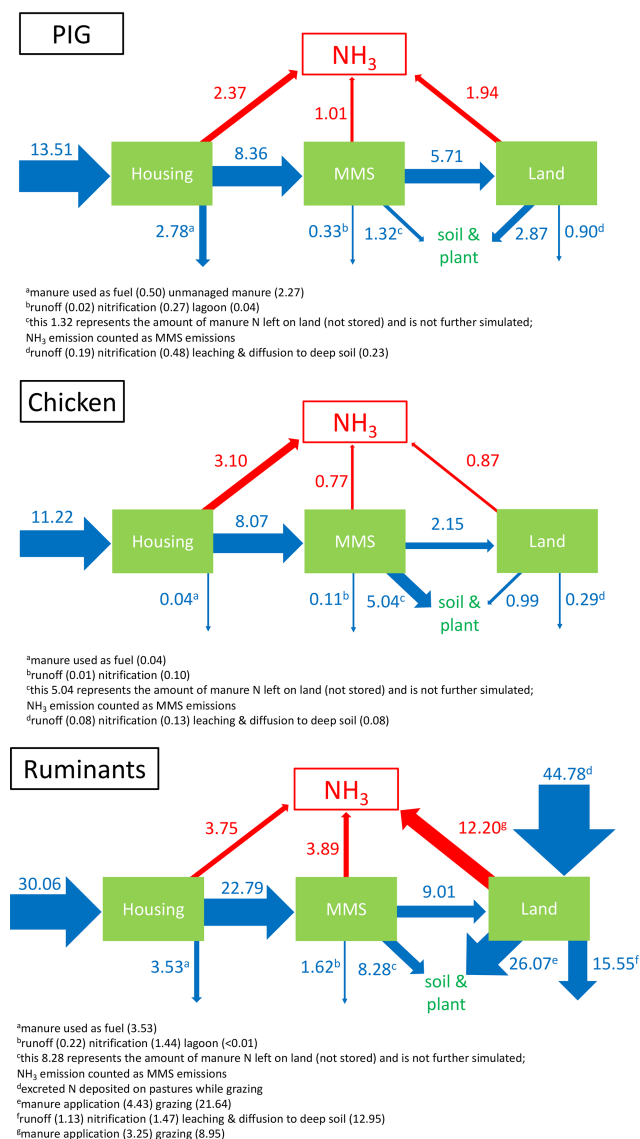 PIG
NH₃
2.37
1.01
1.94
13.51
Housing
8.36
MMS
5.71
Land
2.78ᵃ
0.33ᵇ
1.32ᶜ
soil &
plant
2.87
0.90ᵈ
ᵃmanure used as fuel (0.50) unmanaged manure (2.27)
ᵇrunoff (0.02) nitrification (0.27) lagoon (0.04)
ᶜthis 1.32 represents the amount of manure N left on land (not stored) and is not further simulated;
NH₃ emission counted as MMS emissions
ᵈrunoff (0.19) nitrification (0.48) leaching & diffusion to deep soil (0.23)
Chicken
NH₃
3.10
0.77
0.87
11.22
Housing
8.07
MMS
2.15
Land
0.04ᵃ
0.11ᵇ
5.04ᶜ
soil &
plant
0.99
0.29ᵈ
ᵃmanure used as fuel (0.04)
ᵇrunoff (0.01) nitrification (0.10)
ᶜthis 5.04 represents the amount of manure N left on land (not stored) and is not further simulated;
NH₃ emission counted as MMS emissions
ᵈrunoff (0.08) nitrification (0.13) leaching & diffusion to deep soil (0.08)
Ruminants
44.78ᵈ
NH₃
3.75
3.89
12.20ᵍ
30.06
Housing
22.79
MMS
9.01
Land
3.53ᵃ
1.62ᵇ
8.28ᶜ
soil &
plant
26.07ᵉ
15.55ᶠ
ᵃmanure used as fuel (3.53)
ᵇrunoff (0.22) nitrification (1.44) lagoon (<0.01)
ᶜthis 8.28 represents the amount of manure N left on land (not stored) and is not further simulated;
NH₃ emission counted as MMS emissions
ᵈexcreted N deposited on pastures while grazing
ᵉmanure application (4.43) grazing (21.64)
ᶠrunoff (1.13) nitrification (1.47) leaching & diffusion to deep soil (12.95)
ᵍmanure application (3.25) grazing (8.95)